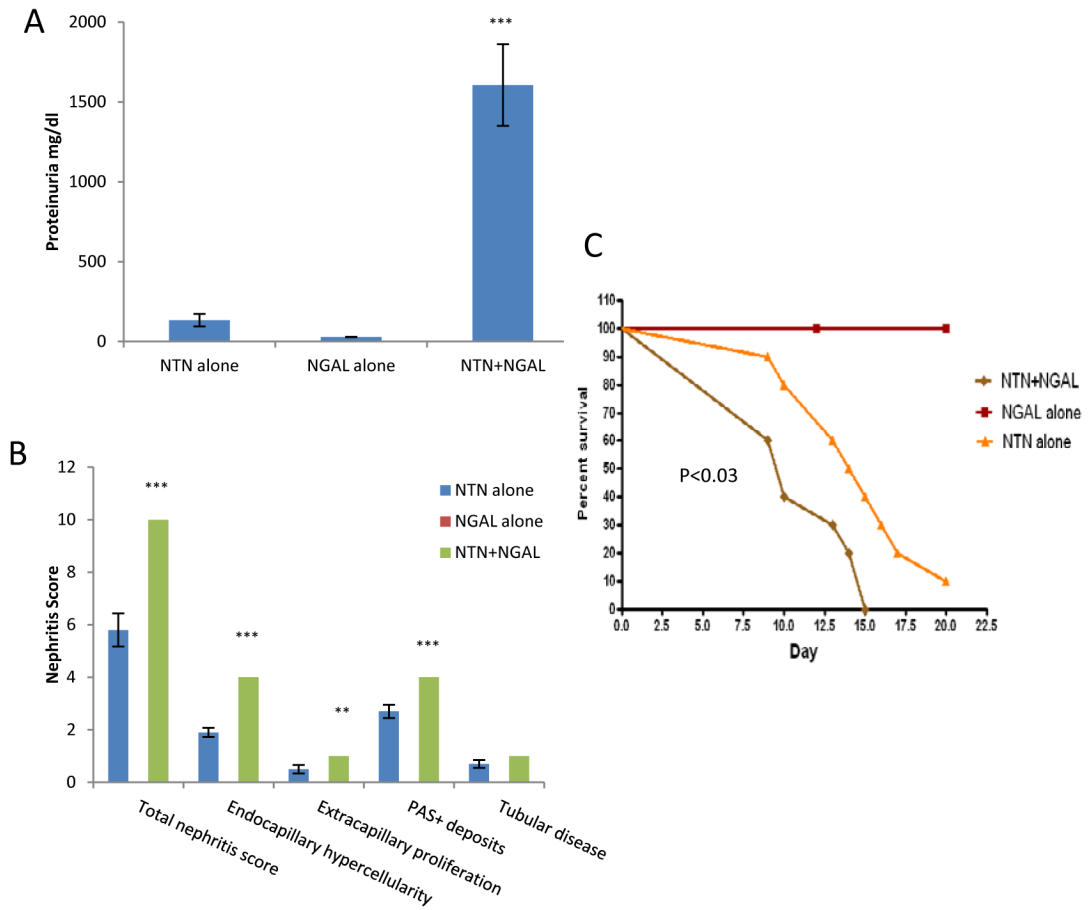 A
2000
1500
1000
500
0
Proteinuria mg/dl
***
NTN alone
NGAL alone
NTN+NGAL
B
12
10
8
6
4
2
0
Nephritis Score
***
***
**
***
NTN alone
NGAL alone
NTN+NGAL
Total nephritis score
Endocapillary hypercellularity
Extracapillary proliferation
PAS+ deposits
Tubular disease
C
110
100
90
80
70
60
50
40
30
20
10
0
Percent survival
P<0.03
0.0 2.5 5.0 7.5 10.0 12.5 15.0 17.5 20.0 22.5
Day
NTN+NGAL
NGAL alone
NTN alone